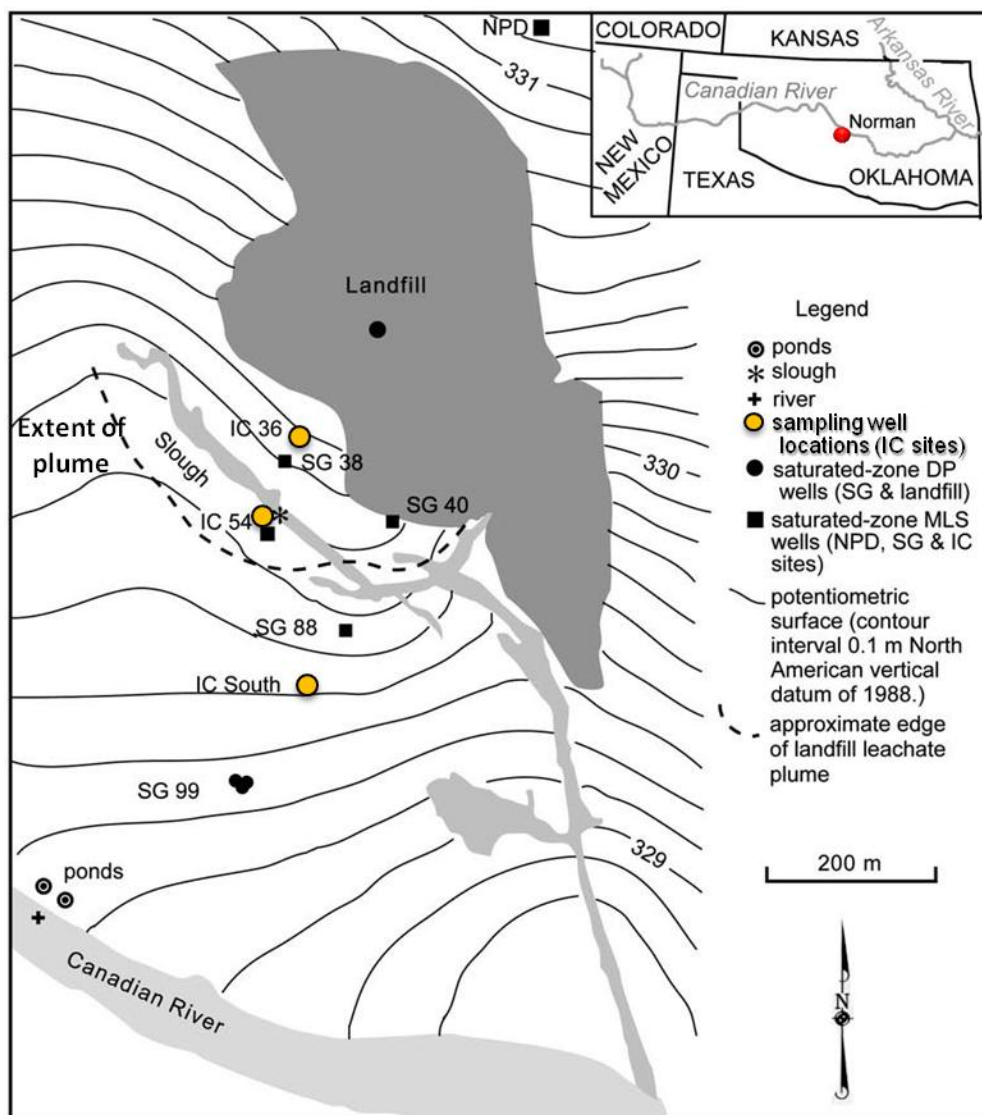 NPD
331
COLORADO
KANSAS
Arkansas River
Canadian River
Norman
NEW
MEXICO
TEXAS
OKLAHOMA
Landfill
Extent of
plume
Slough
IC 36
SG 38
SG 40
IC 54
330
SG 88
IC South
SG 99
329
ponds
Canadian River
Legend
ponds
slough
river
sampling well
locations (IC sites)
saturated-zone DP
wells (SG & landfill)
saturated-zone MLS
wells (NPD, SG & IC
sites)
potentiometric
surface (contour
interval 0.1 m North
American vertical
datum of 1988.)
approximate edge
of landfill leachate
plume
200 m
N